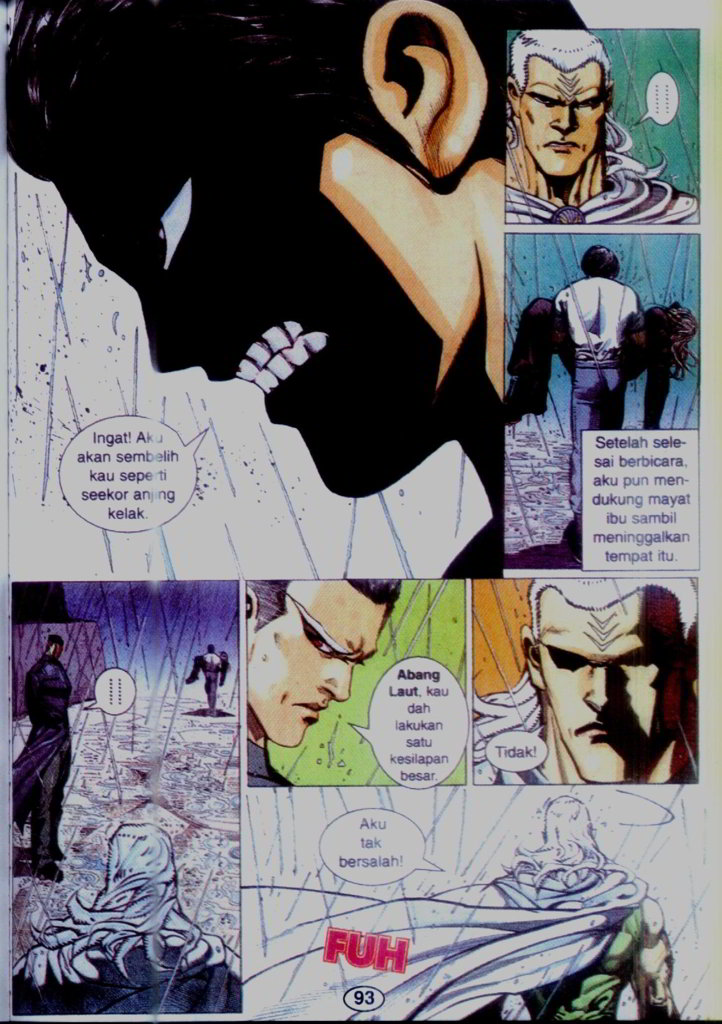 Ingat! Aku
akan sembelih
kau seperti
seekor anjing
kelak.
Setelah sele-
sai berbicara,
aku pun men-
dukung mayat
ibu sambil
meninggalkan
tempat itu.
Abang
Laut, kau
dah
lakukan
satu
kesilapan
besar.
Tidak!
Aku
tak
bersalah!
FUH
93